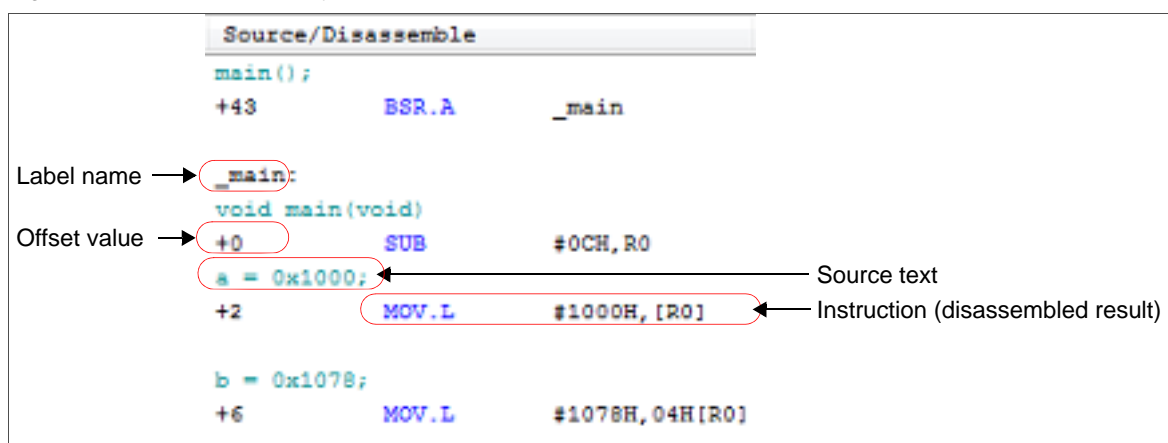 Source/Disassemble
main();
+43 BSR.A _main
Label name _main:
void main(void)
Offset value +0 SUB #0CH,R0
a = 0x1000; Source text
+2 MOV.L #1000H,[R0] Instruction (disassembled result)
b = 0x1078;
+6 MOV.L #1078H,04H[R0]